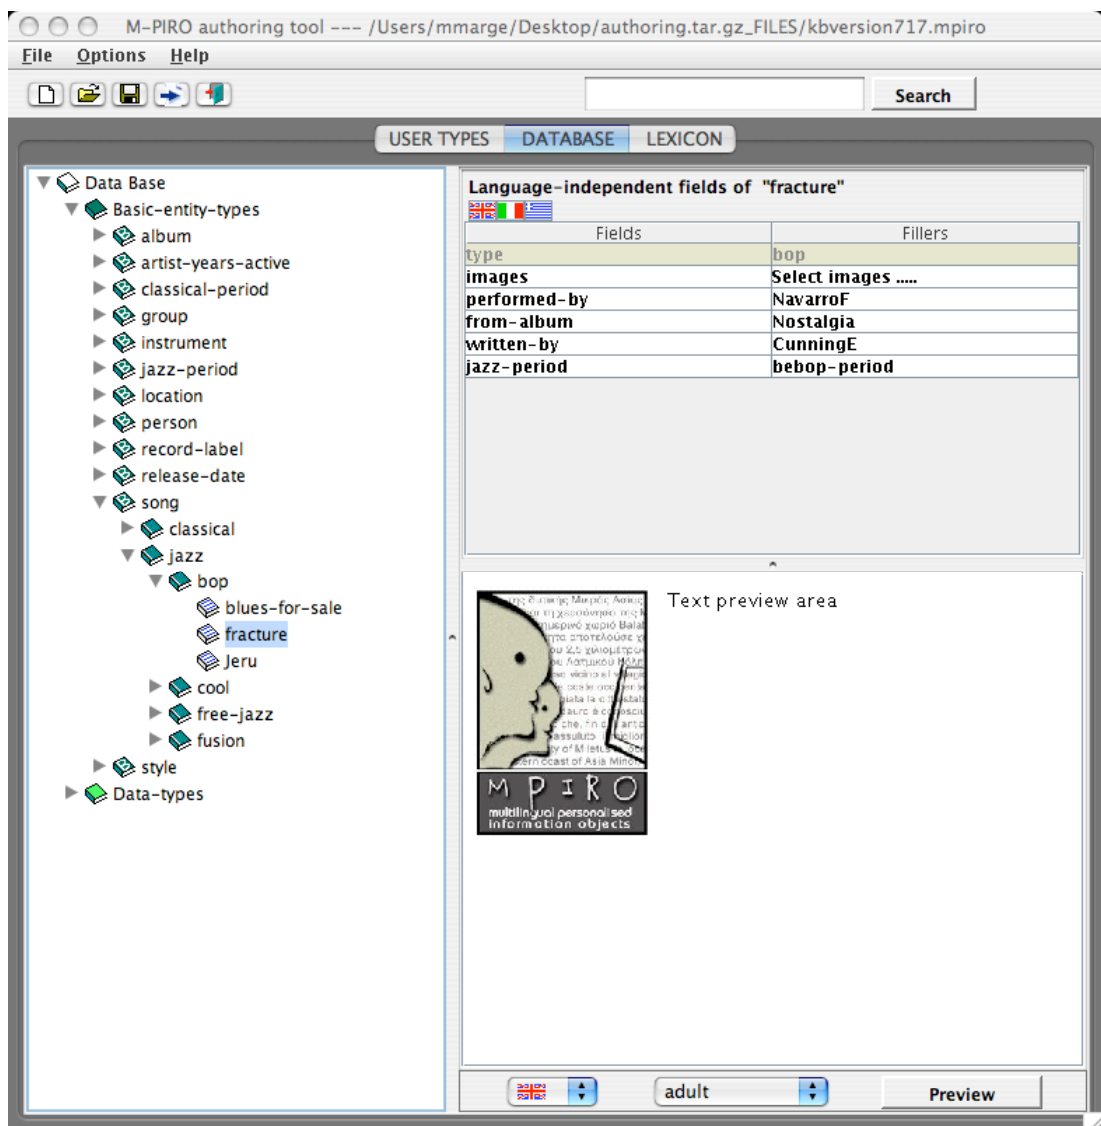 M-PIRO authoring tool --- /Users/mmarge/Desktop/authoring.tar.gz_FILES/kbversion717.mpiro
File Options Help
Search
USER TYPES DATABASE LEXICON
Data Base
Basic-entity-types
album
artist-years-active
classical-period
group
instrument
jazz-period
location
person
record-label
release-date
song
classical
jazz
bop
blues-for-sale
fracture
Jeru
cool
free-jazz
fusion
style
Data-types
Language-independent fields of "fracture"
Fields Fillers
type bop
images Select images .....
performed-by NavarroF
from-album Nostalgia
written-by CunningE
jazz-period bebop-period
Text preview area
MPIRO
multilingual personalised
information objects
adult Preview